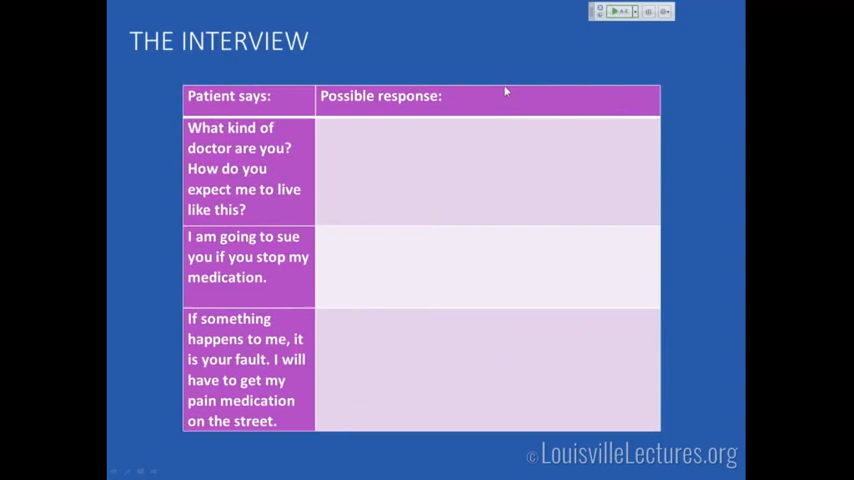 THE INTERVIEW
Patient says:
Possible response:
What kind of
doctor are you?
How do you
expect me to live
like this?
I am going to sue
you if you stop my
medication.
If something
happens to me, it
is your fault. I will
have to get my
pain medication
on the street.
©LouisvilleLectures.org